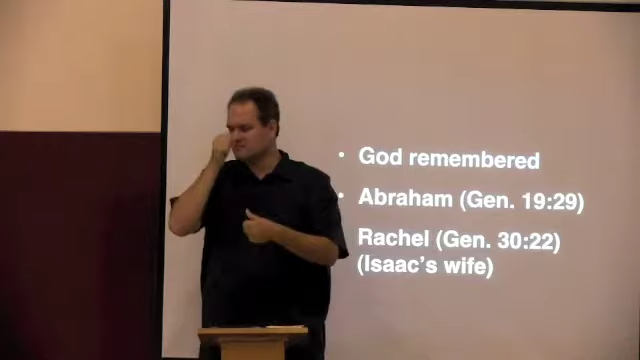 • God remembered
• Abraham (Gen. 19:29)
Rachel (Gen. 30:22)
(Isaac's wife)